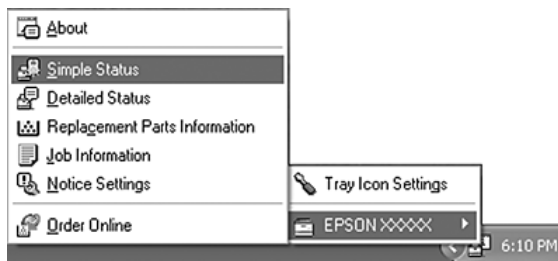 About
Simple Status
Detailed Status
Replacement Parts Information
Job Information
Notice Settings
Order Online
Tray Icon Settings
EPSON XXXXX
6:10 PM